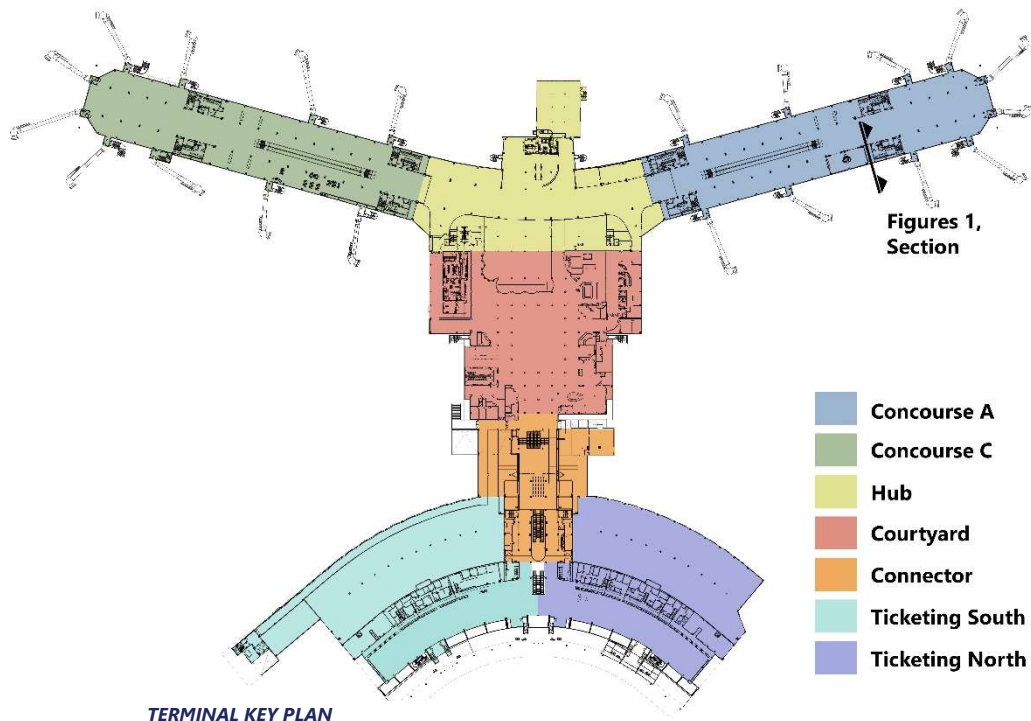 Figures 1,
Section
Concourse A
Concourse C
Hub
Courtyard
Connector
Ticketing South
Ticketing North
TERMINAL KEY PLAN